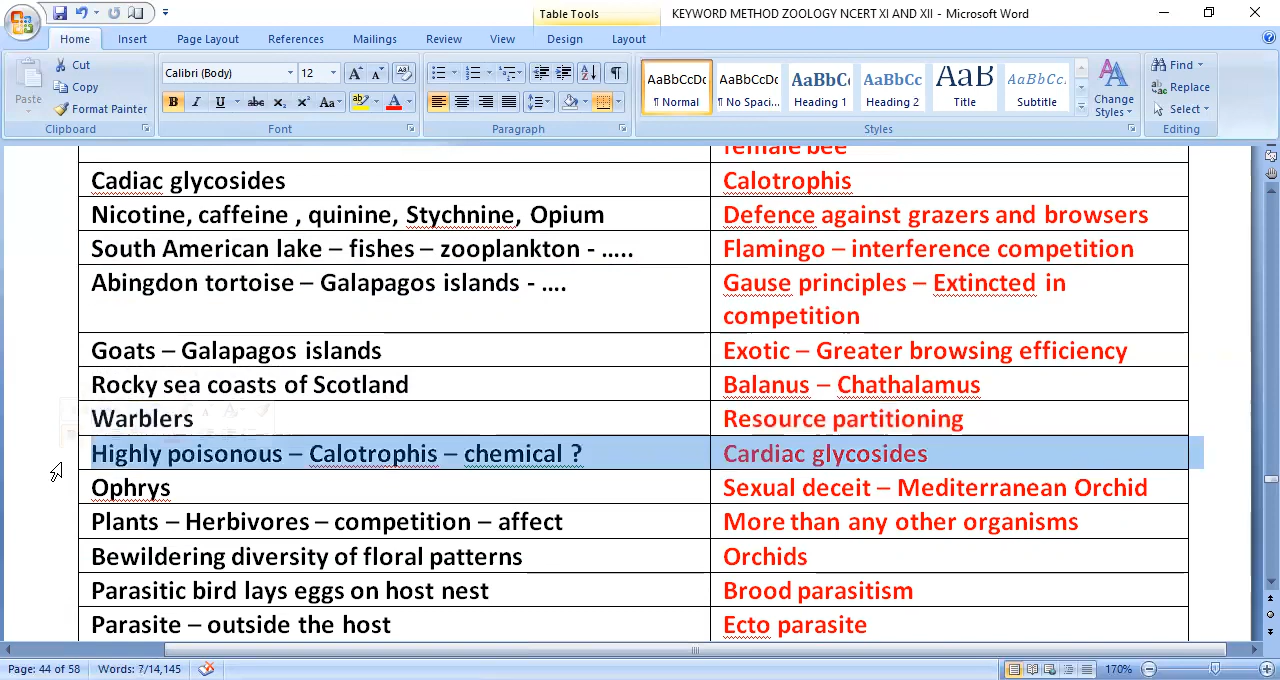 Table Tools
KEYWORD METHOD ZOOLOGY NCERT XI AND XII - Microsoft Word
Home Insert Page Layout References Mailings Review View Design Layout
Paste
Cut
Copy
Format Painter
Clipboard
Calibri (Body) 12
B I U abc X₂ X² Aa
Font
Paragraph
AaBbCcDc AaBbCcDc AaBbCc AaBbCc AaB AaBbCc.
¶ Normal ¶ No Spaci... Heading 1 Heading 2 Title Subtitle
Change Styles
Styles
Find
Replace
Select
Editing
female bee
Cadiac glycosides Calotrophis
Nicotine, caffeine , quinine, Stychnine, Opium Defence against grazers and browsers
South American lake – fishes – zooplankton - ….. Flamingo – interference competition
Abingdon tortoise – Galapagos islands - …. Gause principles – Extincted in
competition
Goats – Galapagos islands Exotic – Greater browsing efficiency
Rocky sea coasts of Scotland Balanus – Chathalamus
Warblers Resource partitioning
Highly poisonous – Calotrophis – chemical ? Cardiac glycosides
Ophrys Sexual deceit – Mediterranean Orchid
Plants – Herbivores – competition – affect More than any other organisms
Bewildering diversity of floral patterns Orchids
Parasitic bird lays eggs on host nest Brood parasitism
Parasite – outside the host Ecto parasite
Page: 44 of 58 Words: 7/14,145 170%